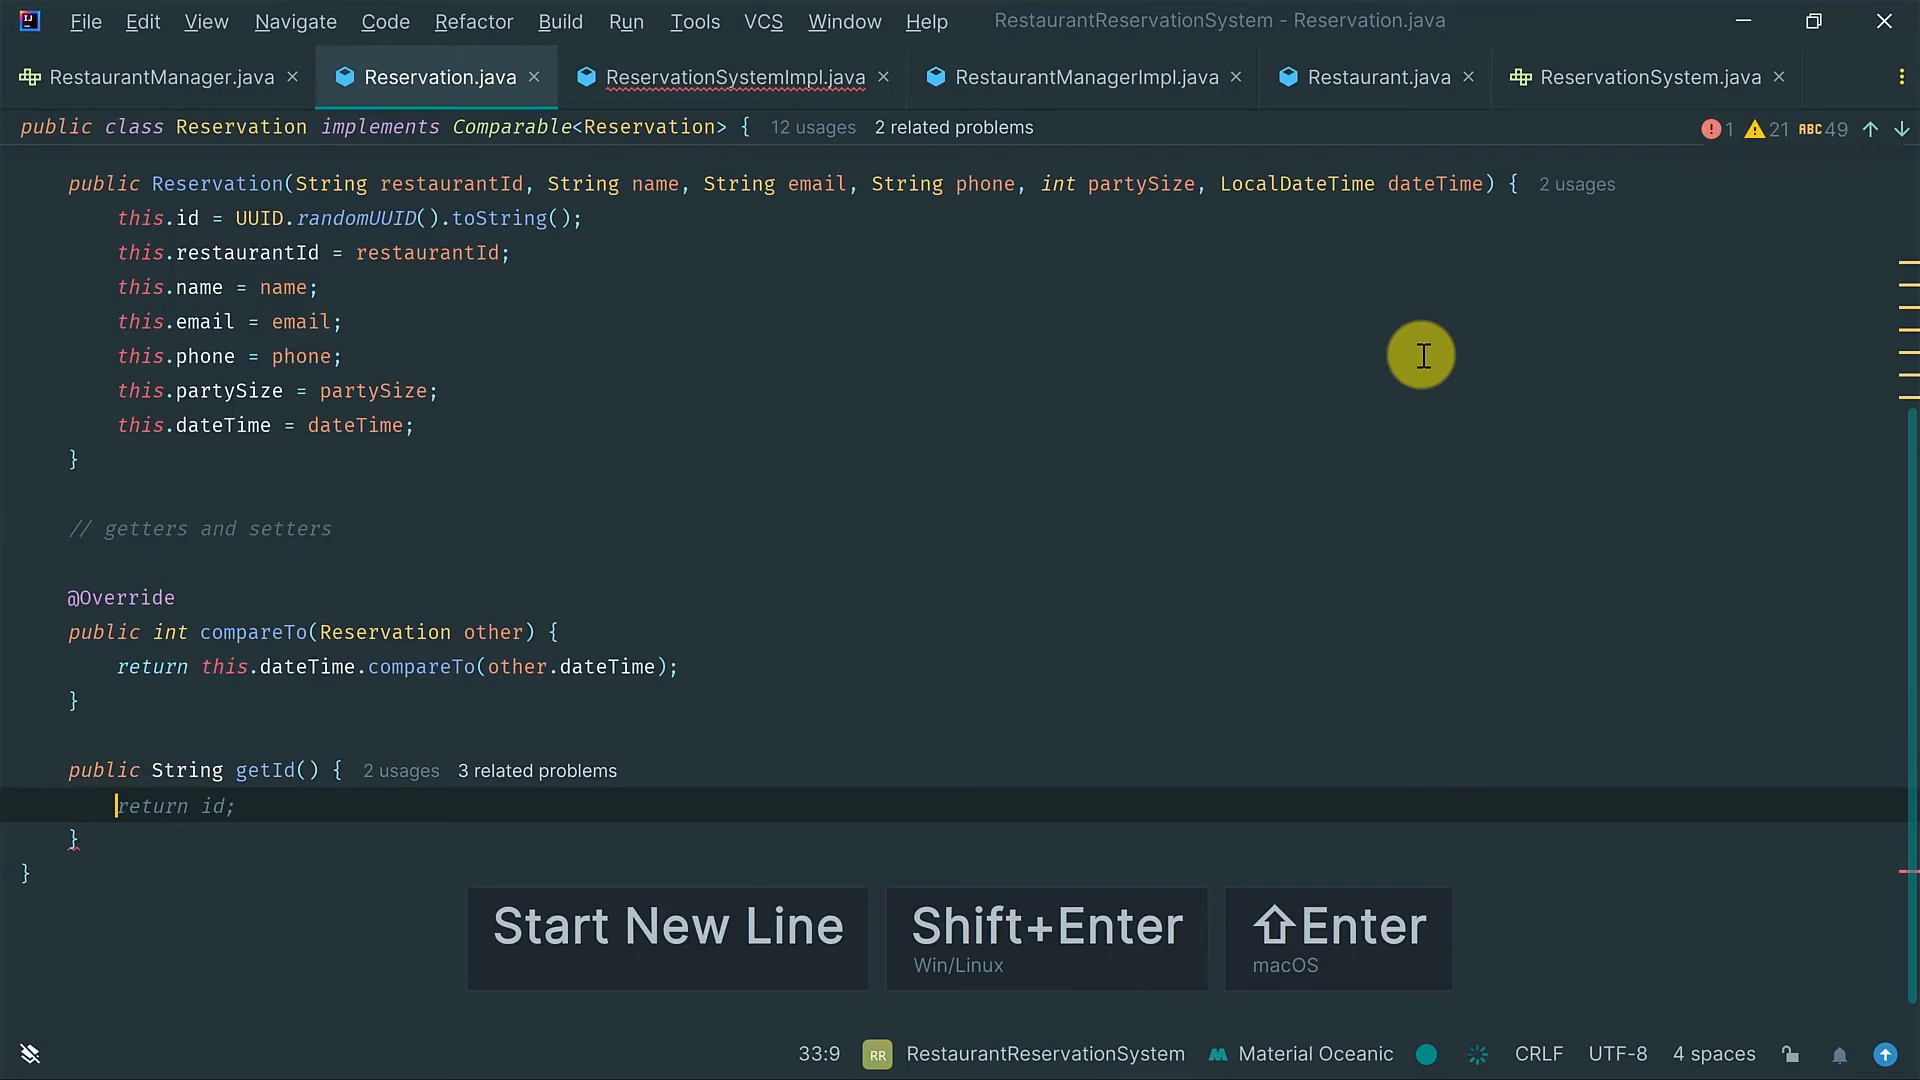 File Edit View Navigate Code Refactor Build Run Tools VCS Window Help RestaurantReservationSystem - Reservation.java
RestaurantManager.java Reservation.java ReservationSystemImpl.java RestaurantManagerImpl.java Restaurant.java ReservationSystem.java
public class Reservation implements Comparable<Reservation> { 12 usages 2 related problems 1 21 ABC 49
public Reservation(String restaurantId, String name, String email, String phone, int partySize, LocalDateTime dateTime) { 2 usages
this.id = UUID.randomUUID().toString();
this.restaurantId = restaurantId;
this.name = name;
this.email = email;
this.phone = phone;
this.partySize = partySize;
this.dateTime = dateTime;
}
// getters and setters
@Override
public int compareTo(Reservation other) {
return this.dateTime.compareTo(other.dateTime);
}
public String getId() { 2 usages 3 related problems
return id;
}
}
Start New Line Shift+Enter ⇧Enter
Win/Linux macOS
33:9 RR RestaurantReservationSystem Material Oceanic CRLF UTF-8 4 spaces